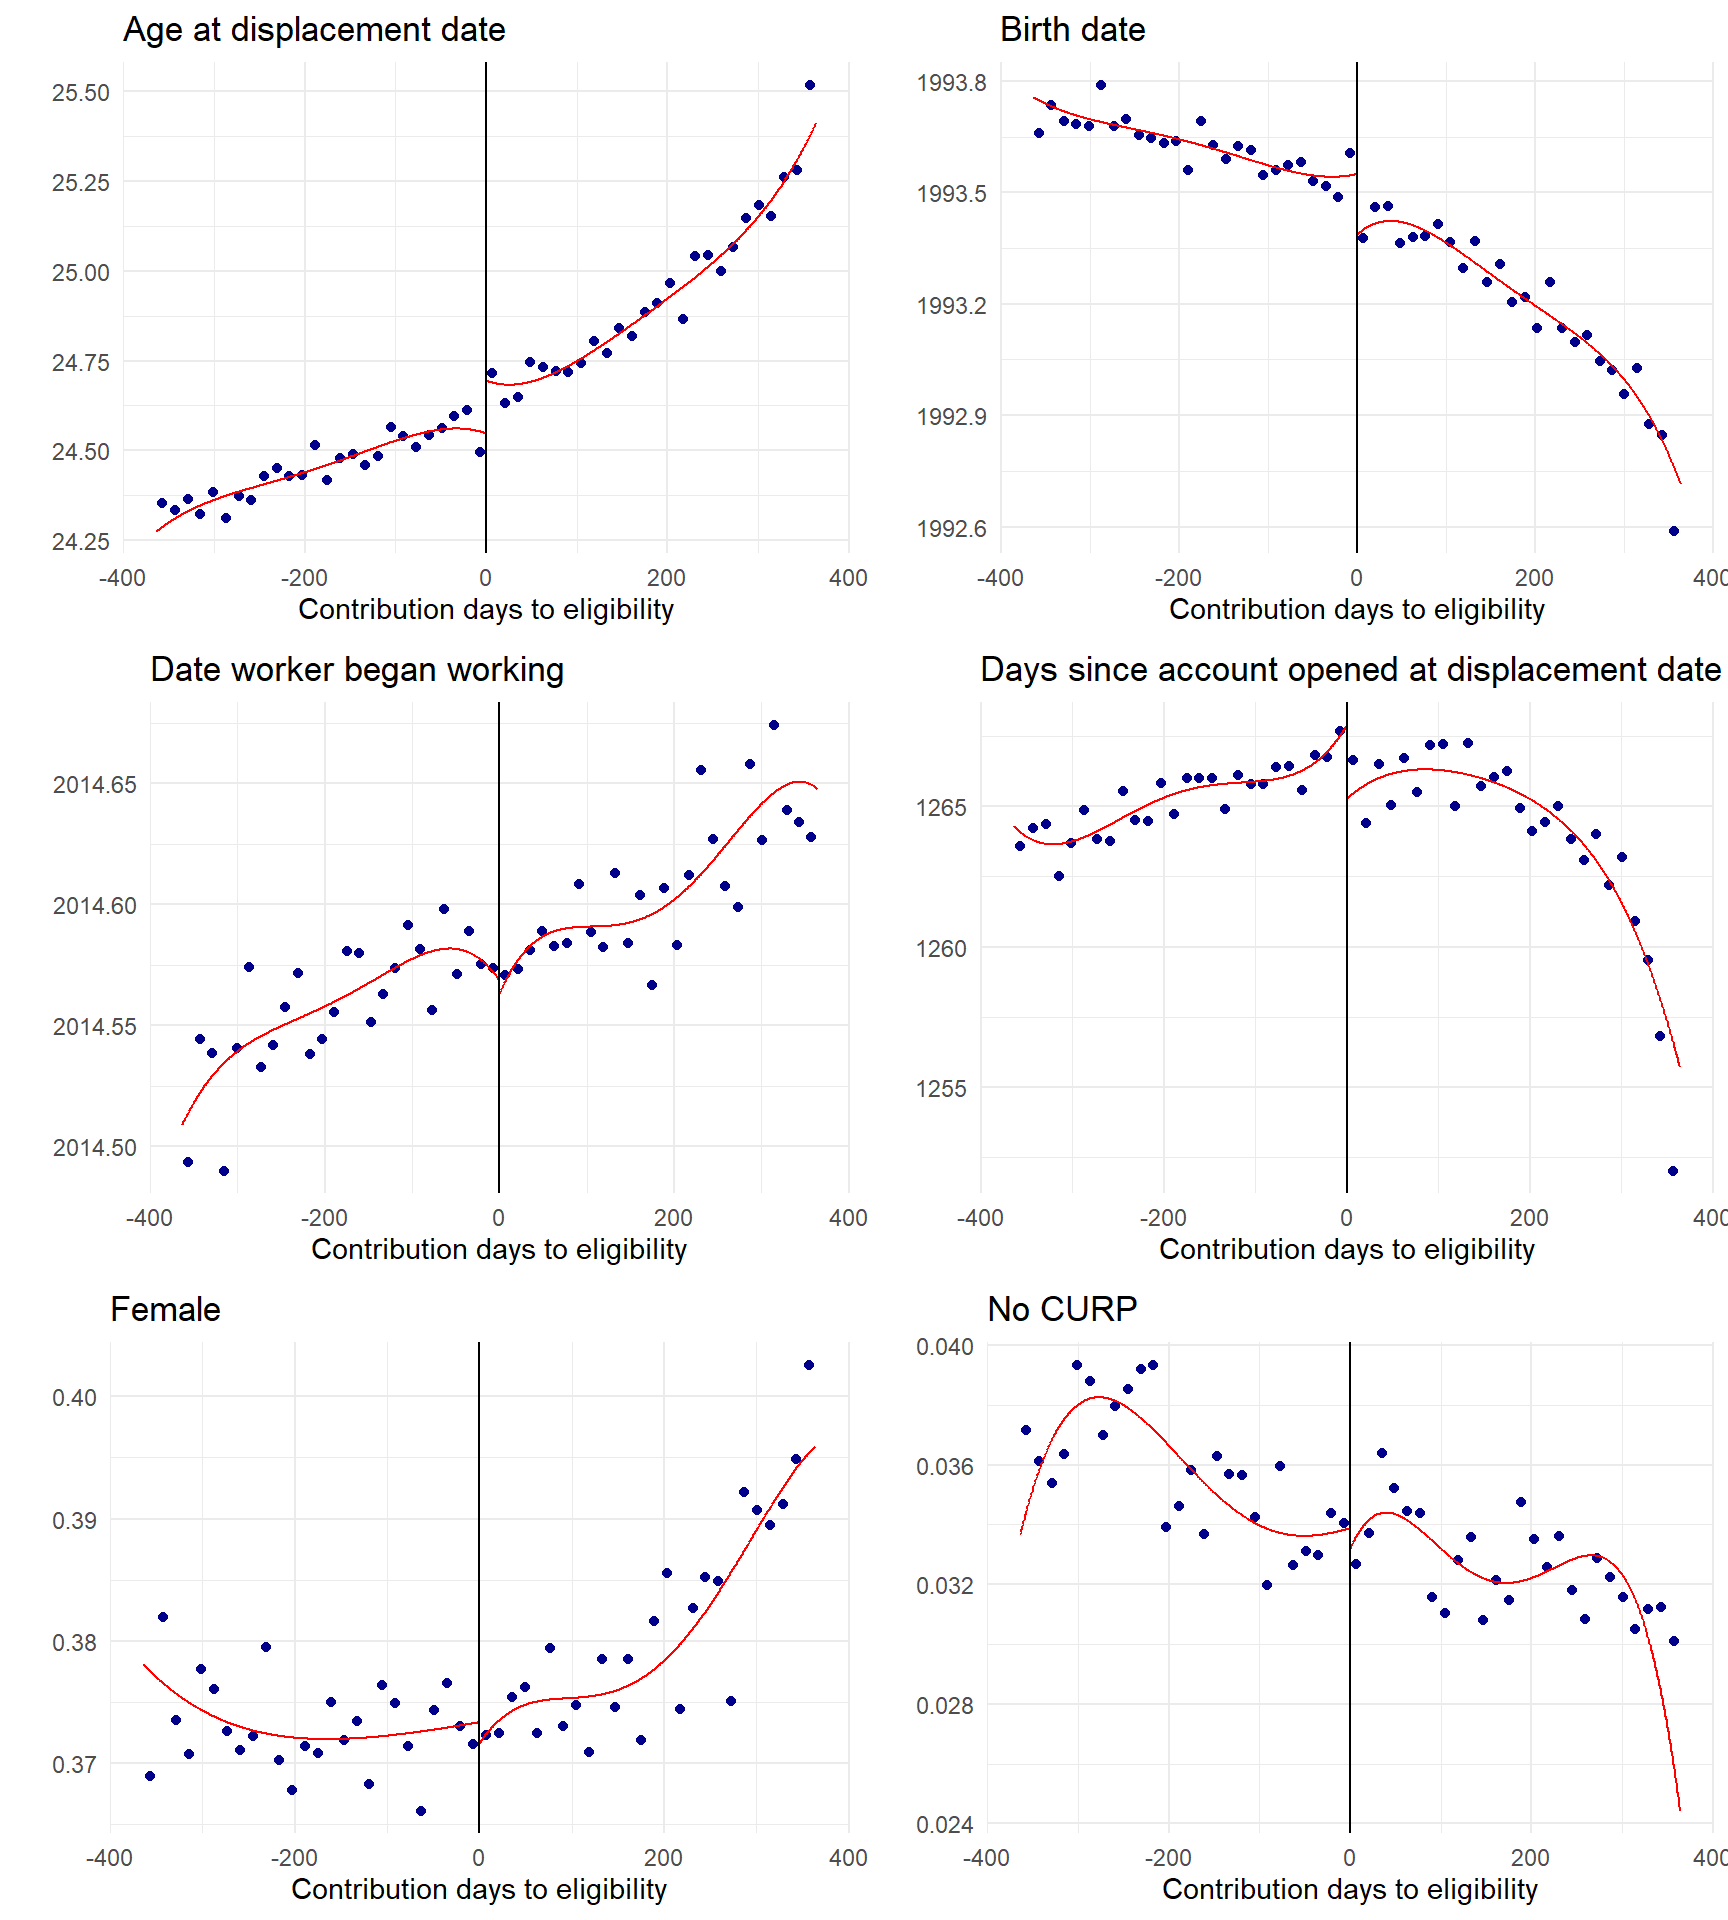 Age at displacement date
25.50
25.25
25.00
24.75
24.50
24.25
-400 -200 0 200 400
Contribution days to eligibility
Birth date
1993.8
1993.5
1993.2
1992.9
1992.6
-400 -200 0 200 400
Contribution days to eligibility
Date worker began working
2014.65
2014.60
2014.55
2014.50
-400 -200 0 200 400
Contribution days to eligibility
Days since account opened at displacement date
1265
1260
1255
-400 -200 0 200 400
Contribution days to eligibility
Female
0.40
0.39
0.38
0.37
-400 -200 0 200 400
Contribution days to eligibility
No CURP
0.040
0.036
0.032
0.028
0.024
-400 -200 0 200 400
Contribution days to eligibility